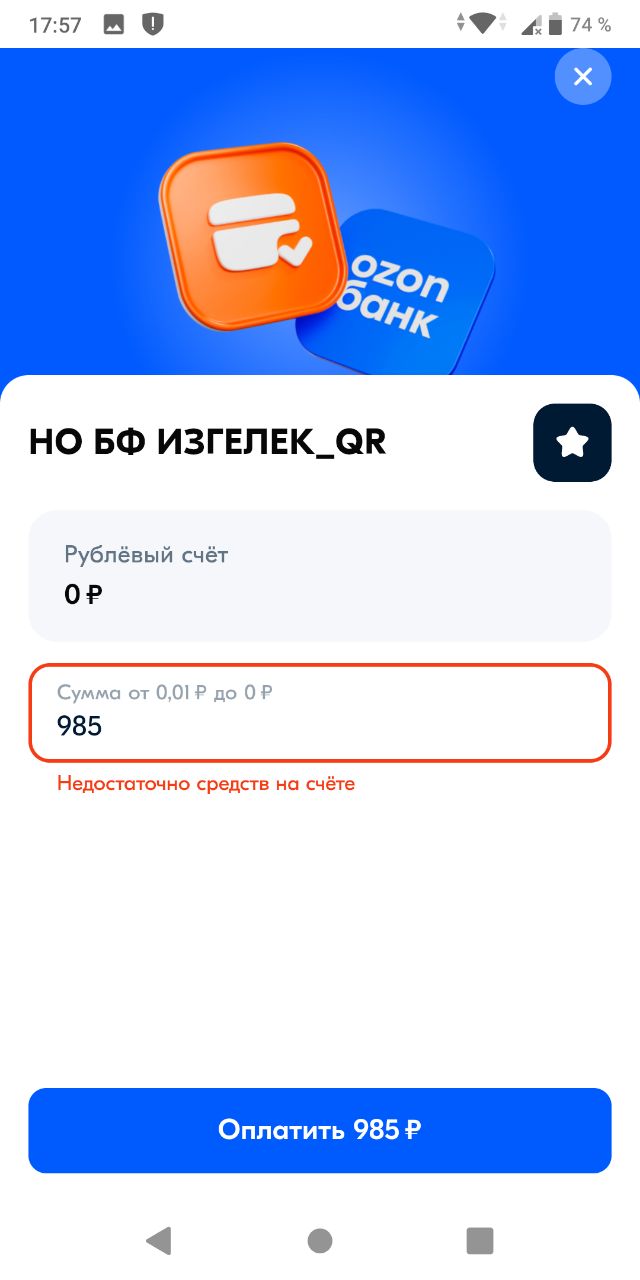 17:57
74 %
ozon
банк
НО БФ ИЗГЕЛЕК_QR
Рублёвый счёт
0 ₽
Сумма от 0,01 ₽ до 0 ₽
985
Недостаточно средств на счёте
Оплатить 985 ₽